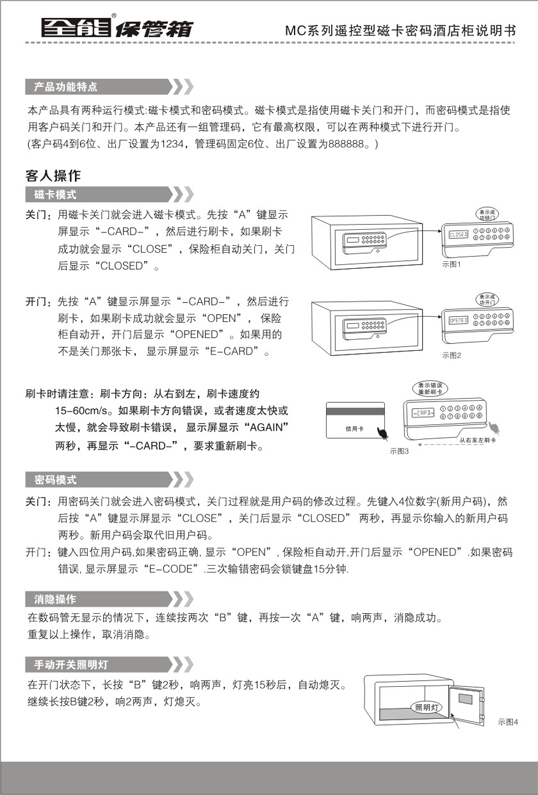 全能® 保管箱
MC系列遥控型磁卡密码酒店柜说明书
产品功能特点
本产品具有两种运行模式:磁卡模式和密码模式。磁卡模式是指使用磁卡关门和开门，而密码模式是指使
用客户码关门和开门。本产品还有一组管理码，它有最高权限，可以在两种模式下进行开门。
(客户码4到6位、出厂设置为1234，管理码固定6位、出厂设置为888888。)
客人操作
磁卡模式
关门：用磁卡关门就会进入磁卡模式。先按“A”键显示
屏显示“-CARD-”，然后进行刷卡，如果刷卡
成功就会显示“CLOSE”，保险柜自动关门，关门
后显示“CLOSED”。
表示成
功锁门
CLOSED
示图1
开门：先按“A”键显示屏显示“-CARD-”，然后进行
刷卡，如果刷卡成功就会显示“OPEN”， 保险
柜自动开，开门后显示“OPENED”。如果用的
不是关门那张卡， 显示屏显示“E-CARD”。
表示成
功开门
OPENED
示图2
刷卡时请注意：刷卡方向：从右到左，刷卡速度约
15-60cm/s。如果刷卡方向错误，或者速度太快或
太慢，就会导致刷卡错误， 显示屏显示“AGAIN”
两秒，再显示“-CARD-”，要求重新刷卡。
信用卡
表示错误
重新刷卡
从右至左刷卡
示图3
密码模式
关门：用密码关门就会进入密码模式，关门过程就是用户码的修改过程。先键入4位数字(新用户码)，然
后按“A”键显示屏显示“CLOSE”，关门后显示“CLOSED” 两秒，再显示你输入的新用户码
两秒。新用户码会取代旧用户码。
开门：键入四位用户码,如果密码正确, 显示“OPEN”, 保险柜自动开,开门后显示“OPENED”.如果密码
错误, 显示屏显示“E-CODE”.三次输错密码会锁键盘15分钟.
消隐操作
在数码管无显示的情况下，连续按两次“B”键，再按一次“A”键，响两声，消隐成功。
重复以上操作，取消消隐。
手动开关照明灯
在开门状态下，长按“B”键2秒，响两声，灯亮15秒后，自动熄灭。
继续长按B键2秒，响2两声，灯熄灭。
照明灯
示图4